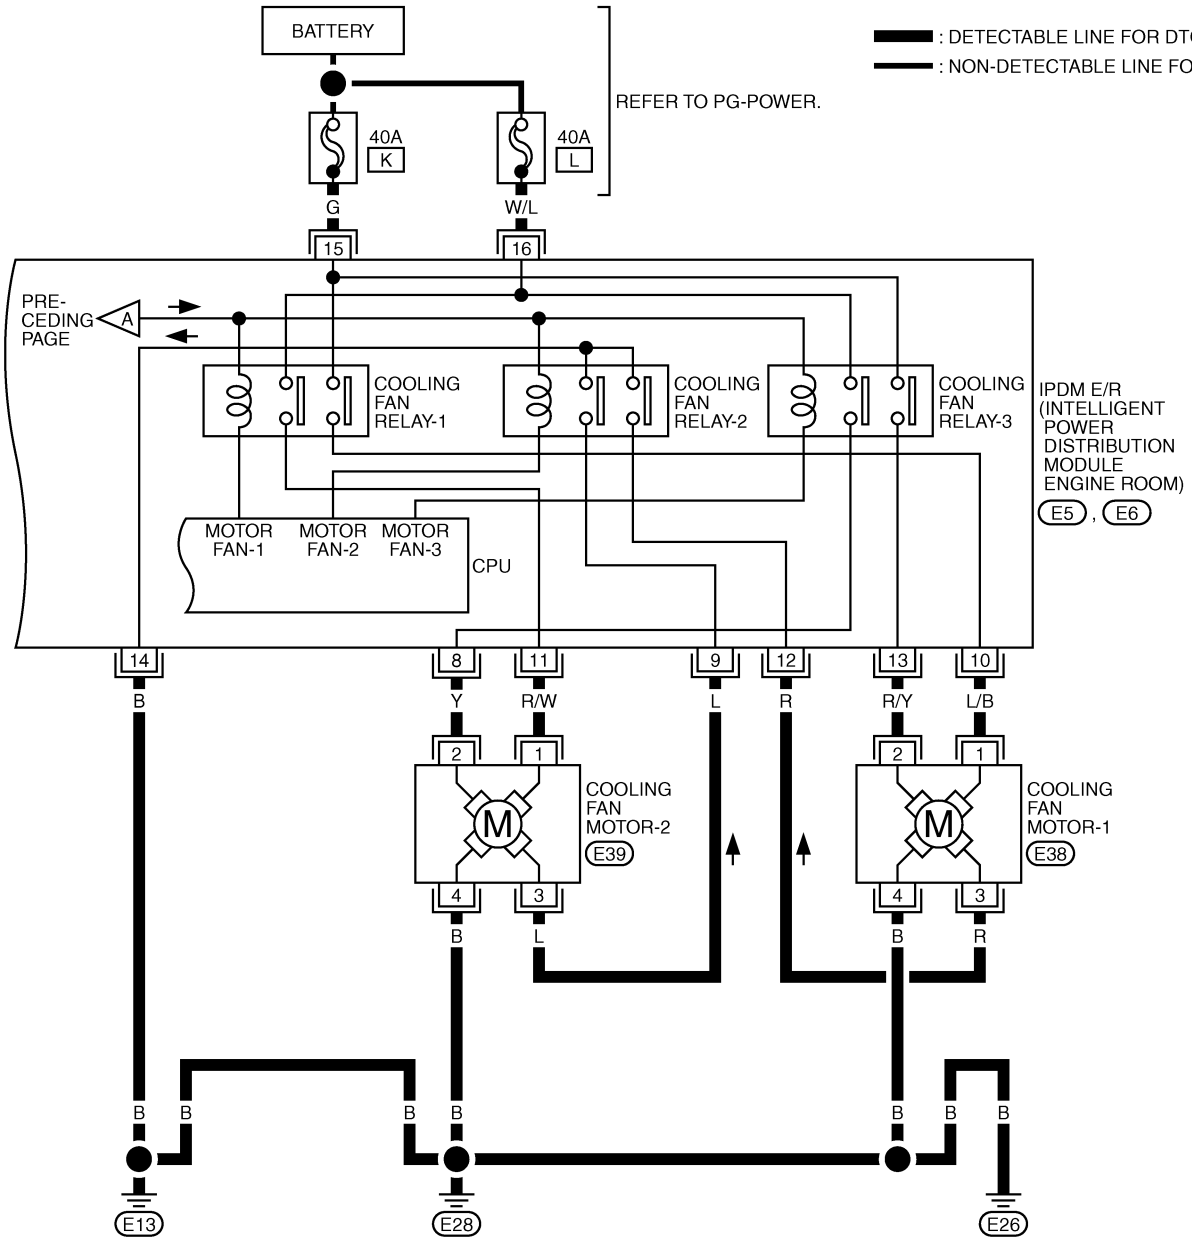 BATTERY
: DETECTABLE LINE FOR DT
: NON-DETECTABLE LINE FO
REFER TO PG-POWER.
40A
K
40A
L
G
W/L
15
16
PRE-
CEDING
PAGE
A
COOLING
FAN
RELAY-1
COOLING
FAN
RELAY-2
COOLING
FAN
RELAY-3
IPDM E/R
(INTELLIGENT
POWER
DISTRIBUTION
MODULE
ENGINE ROOM)
E5 , E6
MOTOR
FAN-1
MOTOR
FAN-2
MOTOR
FAN-3
CPU
14
8
11
9
12
13
10
B
Y
R/W
L
R
R/Y
L/B
2
1
2
1
M
COOLING
FAN
MOTOR-2
E39
M
COOLING
FAN
MOTOR-1
E38
4
3
4
3
B
L
B
R
B
B
B
B
B
B
B
E13
E28
E26